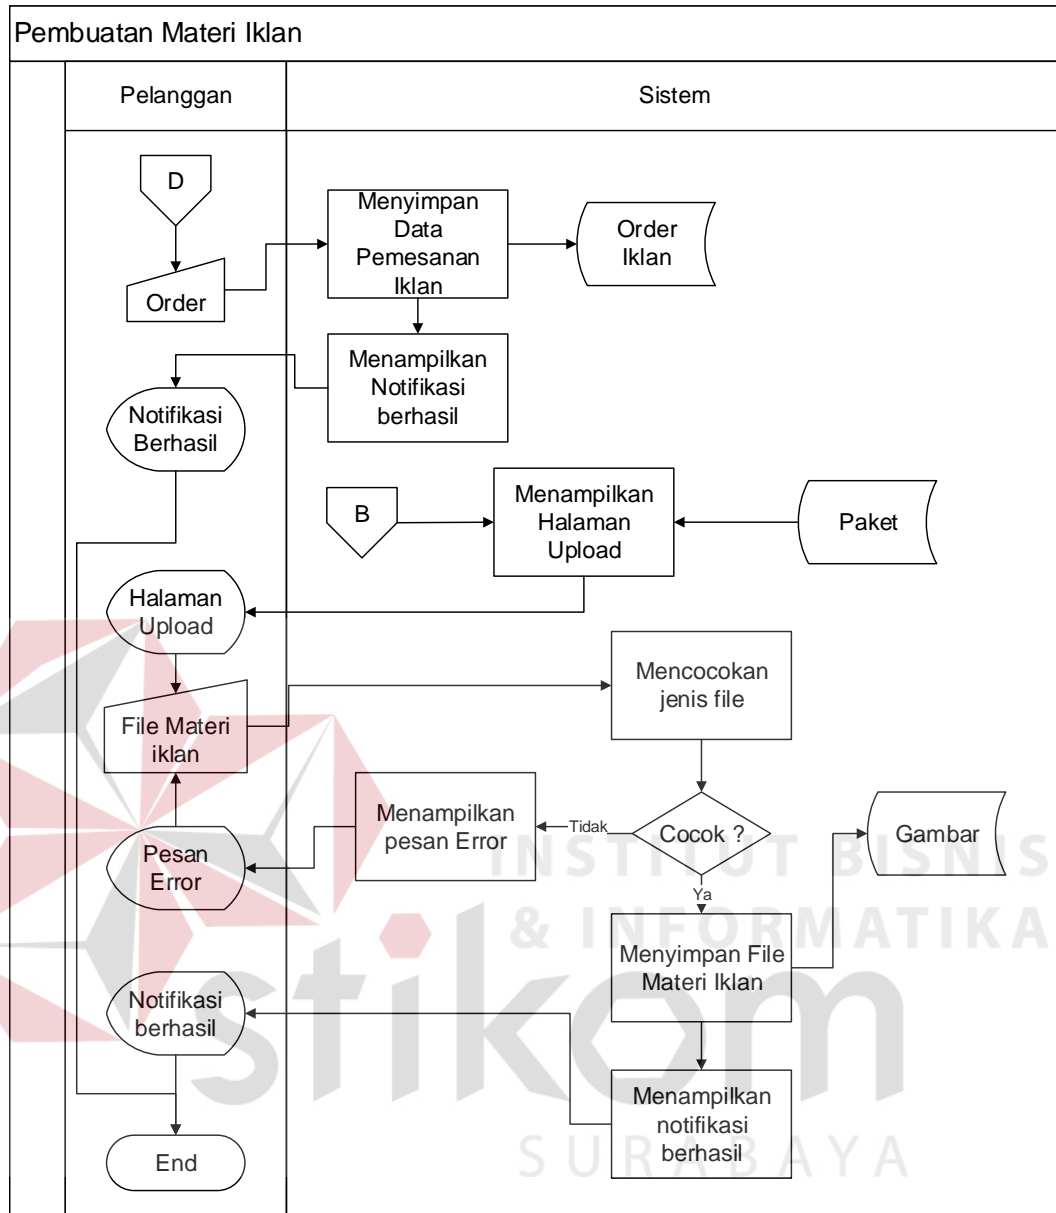 Pembuatan Materi Iklan
Pelanggan
Sistem
D
Order
Menyimpan
Data
Pemesanan
Iklan
Order
Iklan
Menampilkan
Notifikasi
berhasil
Notifikasi
Berhasil
B
Menampilkan
Halaman
Upload
Paket
Halaman
Upload
File Materi
iklan
Mencocokan
jenis file
Cocok ?
Tidak
Menampilkan
pesan Error
Pesan
Error
Ya
Gambar
Menyimpan File
Materi Iklan
Menampilkan
notifikasi
berhasil
Notifikasi
berhasil
End
INSTITUT BISNIS
& INFORMATIKA
stikom
SURABAYA